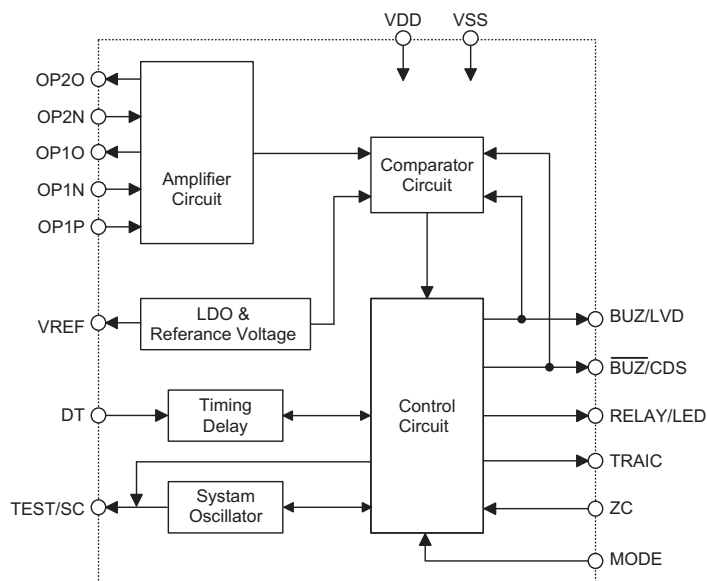 VDD
VSS
OP2O
OP2N
OP1O
OP1N
OP1P
Amplifier
Circuit
Comparator
Circuit
VREF
LDO &
Referance Voltage
DT
Timing
Delay
TEST/SC
Systam
Oscillator
Control
Circuit
BUZ/LVD
BUZ/CDS
RELAY/LED
TRAIC
ZC
MODE